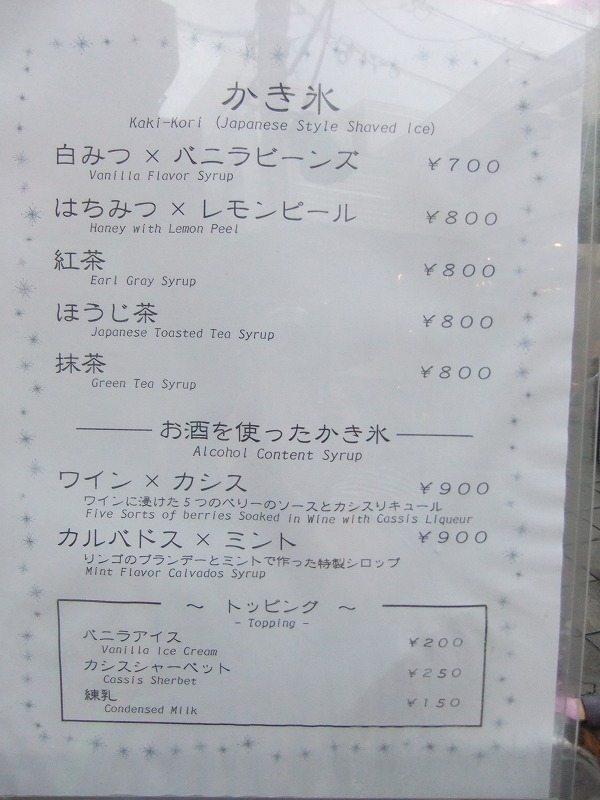 かき氷
Kaki-Kori (Japanese Style Shaved Ice)
白みつ × バニラビーンズ ¥700
Vanilla Flavor Syrup
はちみつ × レモンピール ¥800
Haney with Lemon Peel
紅茶 ¥800
Earl Gray Syrup
ほうじ茶 ¥800
Japanese Toasted Tea Syrup
抹茶 ¥800
Green Tea Syrup
お酒を使ったかき氷
Alcohol Content Syrup
ワイン × カシス ¥900
ワインに浸けた5つのベリーのソースとカシスリキュール
Five Sorts of berries Soaked in Wine with Cassis Liqueur
カルバドス × ミント ¥900
リンゴのブランデーとミントで作った特製シロップ
Mint Flavor Calvados Syrup
～ トッピング ～
- Topping -
バニラアイス ¥200
Vanilla Ice Cream
カシスシャーベット ¥250
Cassis Sherbet
練乳 ¥150
Condensed Milk